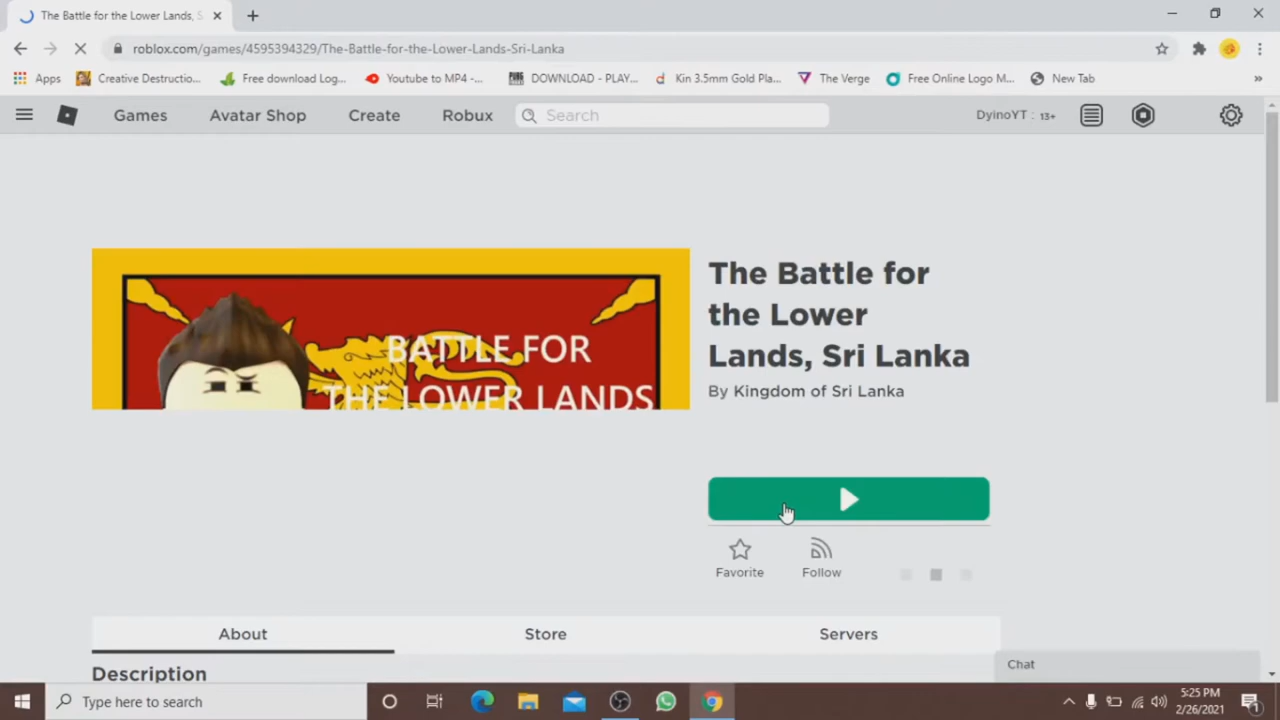 The Battle for the Lower Lands, S
roblox.com/games/4595394329/The-Battle-for-the-Lower-Lands-Sri-Lanka
Apps
Creative Destructio...
Free download Log...
Youtube to MP4 -...
DOWNLOAD - PLAY...
Kin 3.5mm Gold Pla...
The Verge
Free Online Logo M...
New Tab
»
Games
Avatar Shop
Create
Robux
Search
DyinoYT : 13+
BATTLE FOR
THE LOWER LANDS
The Battle for
the Lower
Lands, Sri Lanka
By Kingdom of Sri Lanka
Favorite
Follow
About
Store
Servers
Description
Chat
Type here to search
5:25 PM
2/26/2021
1